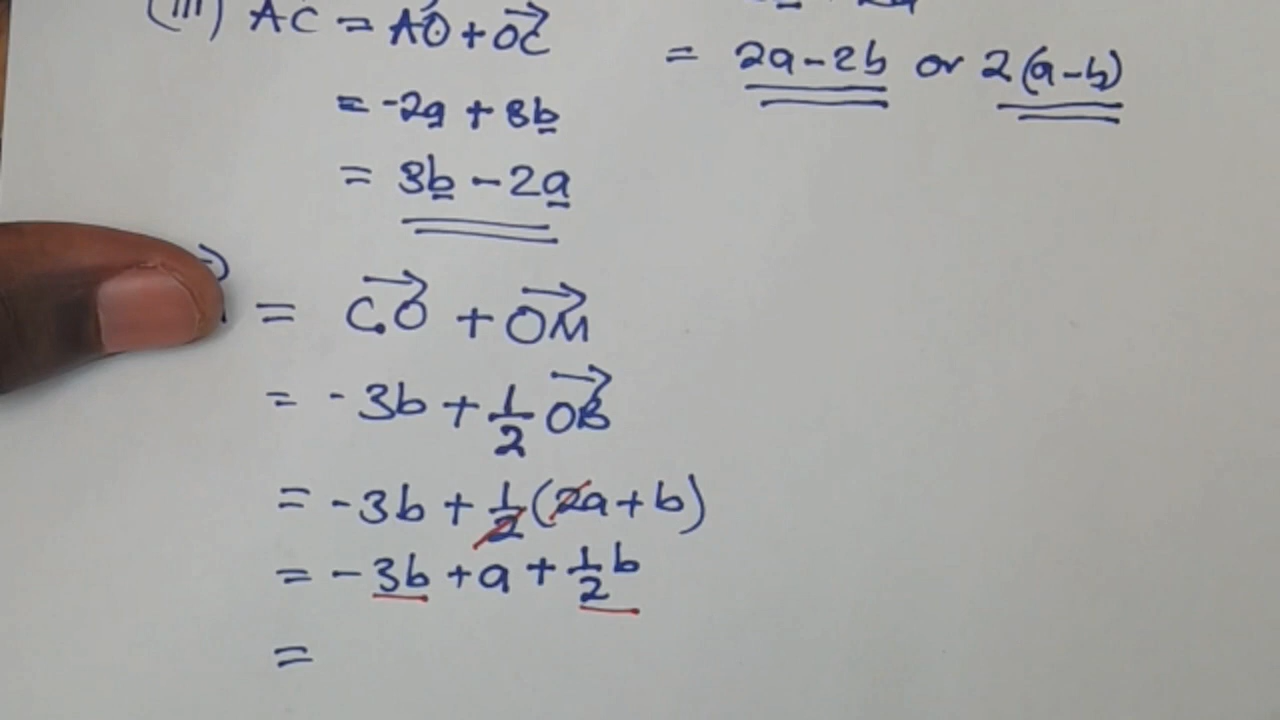 (iii) AC = AO + OC
= -2a + 3b
= 3b - 2a
= 2a - 2b or 2(a - b)
= CO + OM
= -3b + 1/2 OB
= -3b + 1/2 (2a + b)
= -3b + a + 1/2 b
=